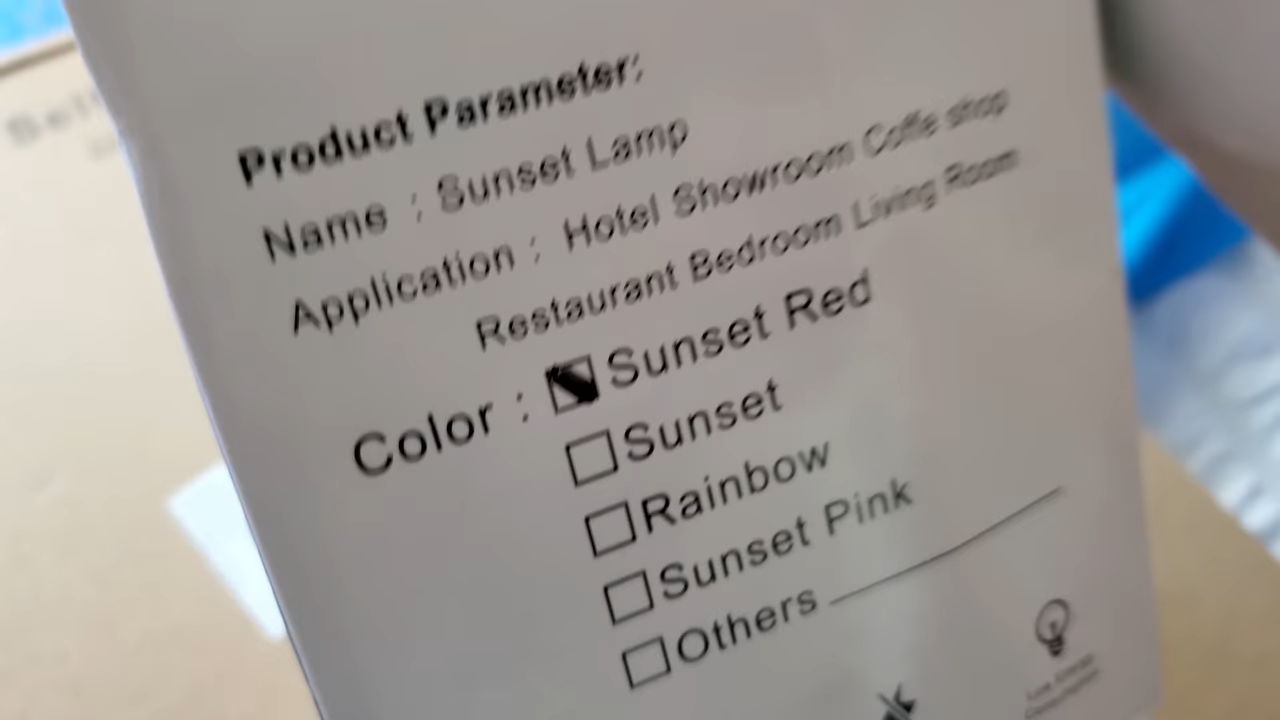 Product Parameter:
Name : Sunset Lamp
Application : Hotel Showroom Coffe shop
Restaurant Bedroom Living Room
Color : Sunset Red
Sunset
Rainbow
Sunset Pink
Others